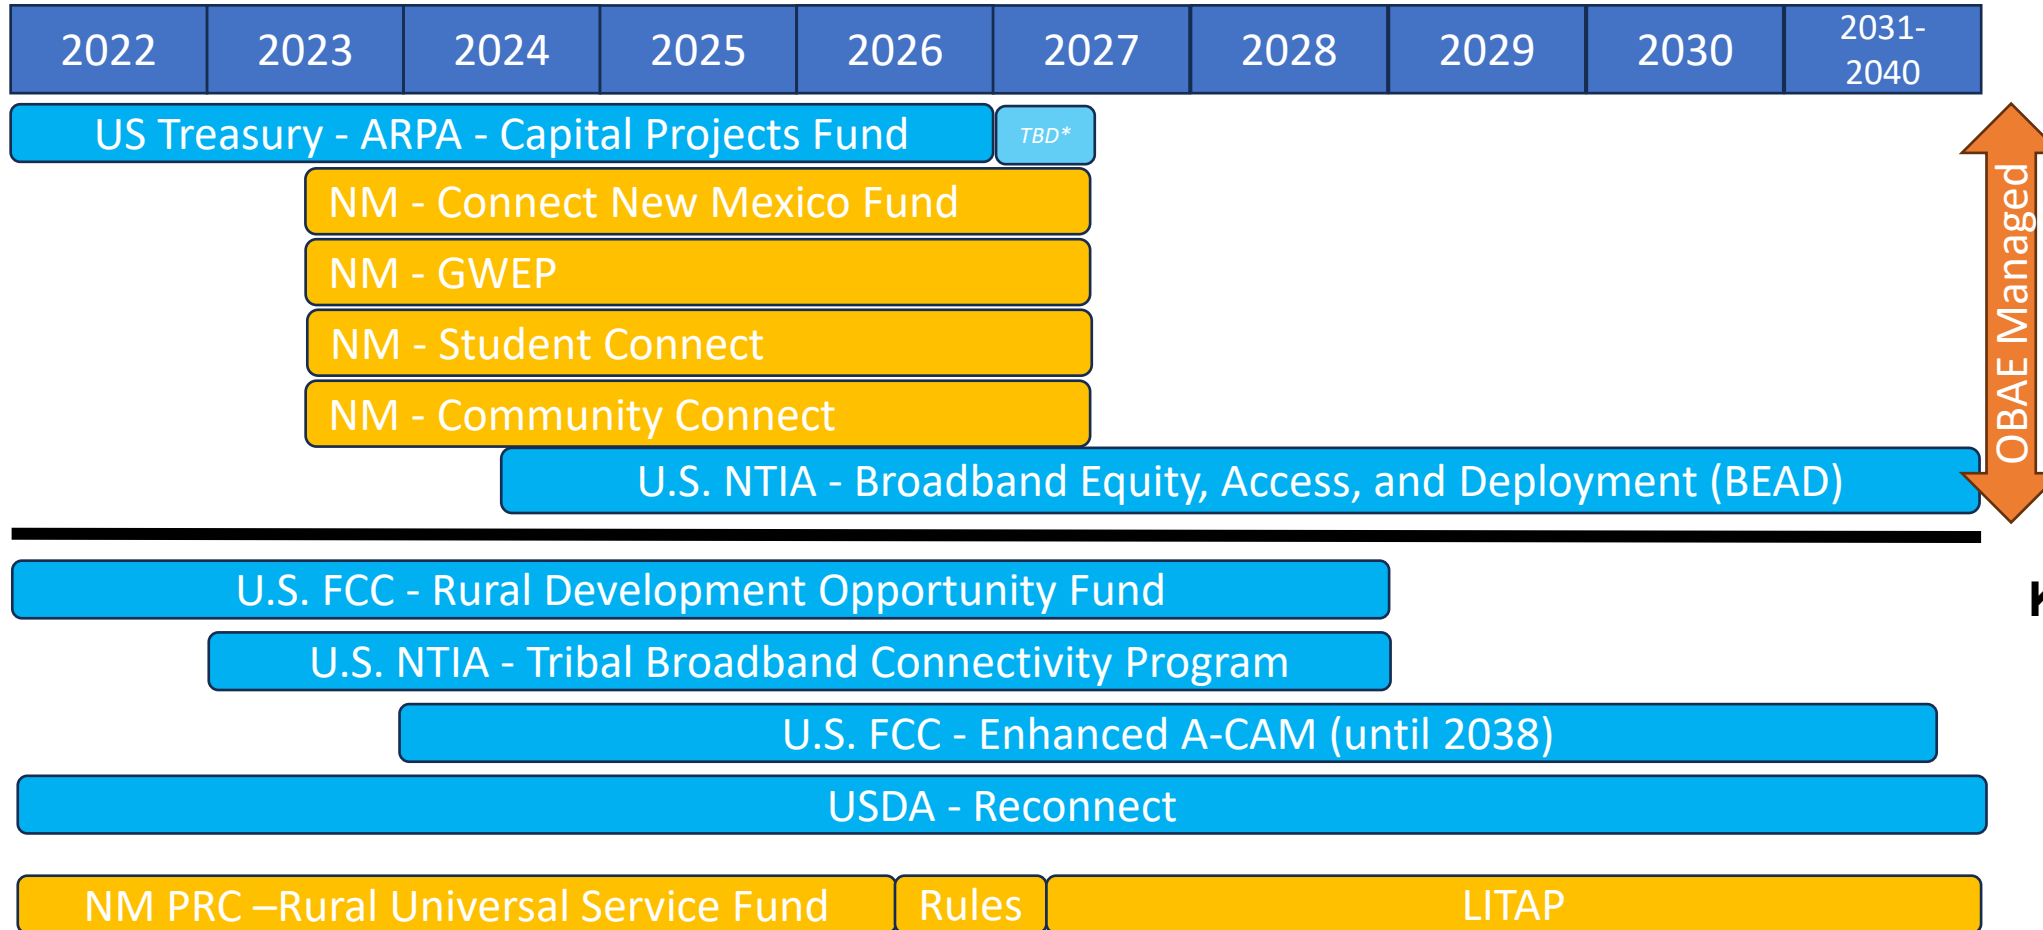 2022 2023 2024 2025 2026 2027 2028 2029 2030 2031-
2040
US Treasury - ARPA - Capital Projects Fund TBD*
NM - Connect New Mexico Fund
NM - GWEP
NM - Student Connect
NM - Community Connect
U.S. NTIA - Broadband Equity, Access, and Deployment (BEAD)
OBAE Managed
U.S. FCC - Rural Development Opportunity Fund
K
U.S. NTIA - Tribal Broadband Connectivity Program
U.S. FCC - Enhanced A-CAM (until 2038)
USDA - Reconnect
NM PRC –Rural Universal Service Fund Rules LITAP